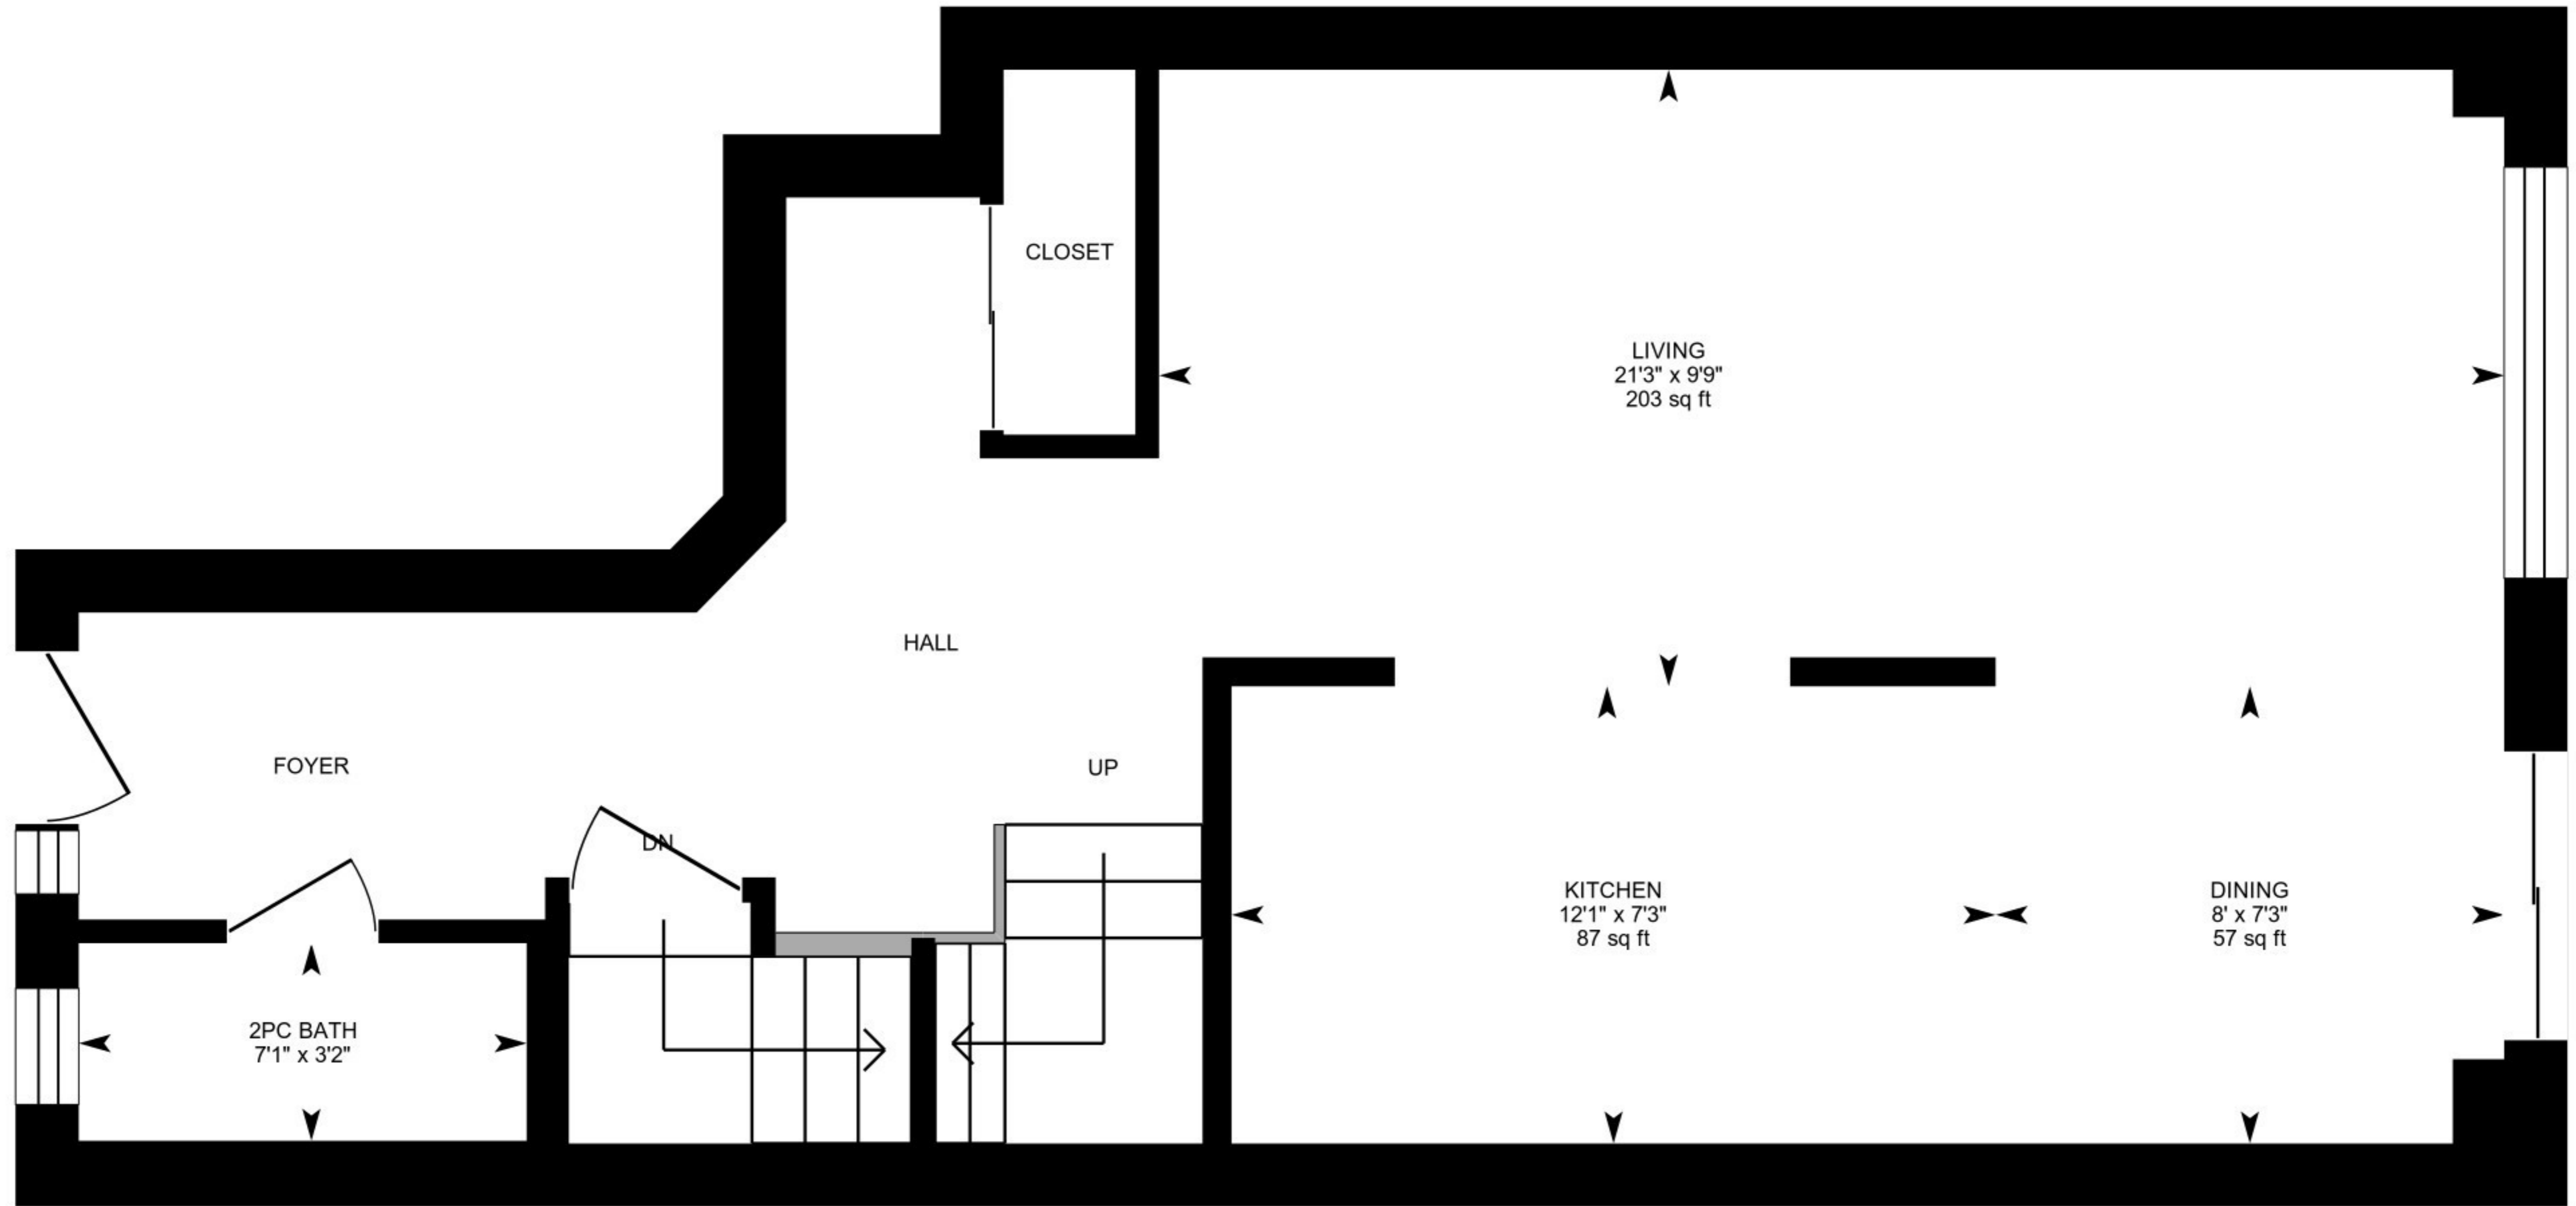 CLOSET
LIVING
21'3" x 9'9"
203 sq ft
HALL
FOYER
UP
DN
KITCHEN
12'1" x 7'3"
87 sq ft
DINING
8' x 7'3"
57 sq ft
2PC BATH
7'1" x 3'2"